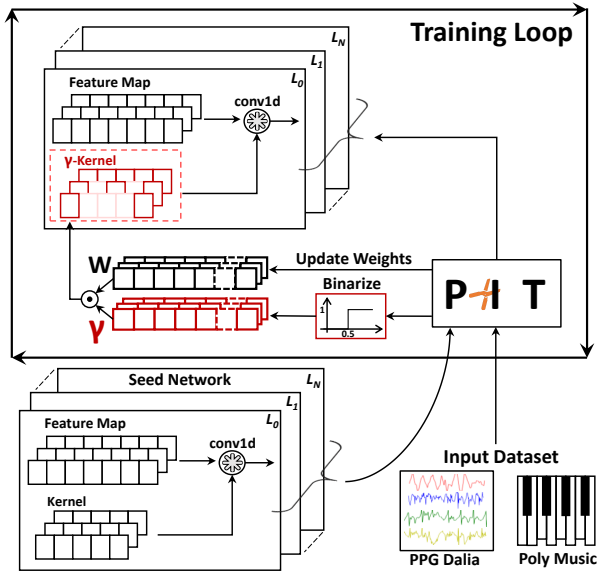 Training Loop
L_N
L_1
L_0
Feature Map
conv1d
γ-Kernel
W
Update Weights
Binarize
1
0.5
γ
P I T
Seed Network
L_N
L_1
L_0
Feature Map
conv1d
Kernel
Input Dataset
PPG Dalia
Poly Music